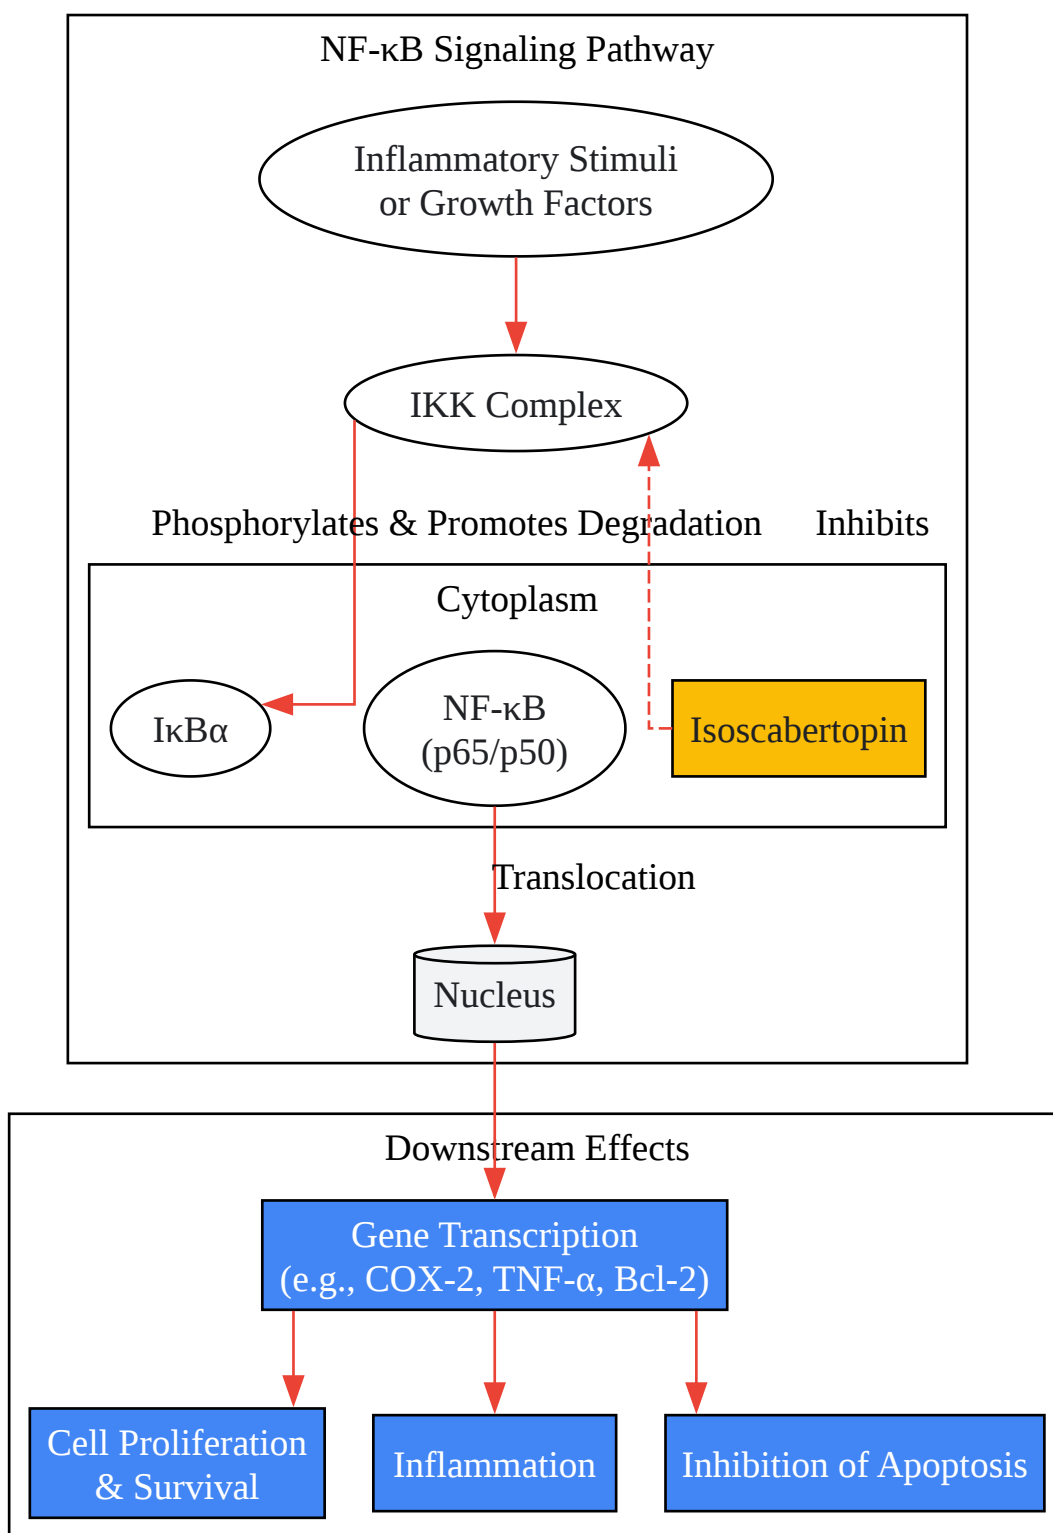 NF-κB Signaling Pathway
Inflammatory Stimuli
or Growth Factors
IKK Complex
Phosphorylates & Promotes Degradation
Inhibits
Cytoplasm
IκBα
NF-κB
(p65/p50)
Isoscabertopin
Translocation
Nucleus
Downstream Effects
Gene Transcription
(e.g., COX-2, TNF-α, Bcl-2)
Cell Proliferation
& Survival
Inflammation
Inhibition of Apoptosis